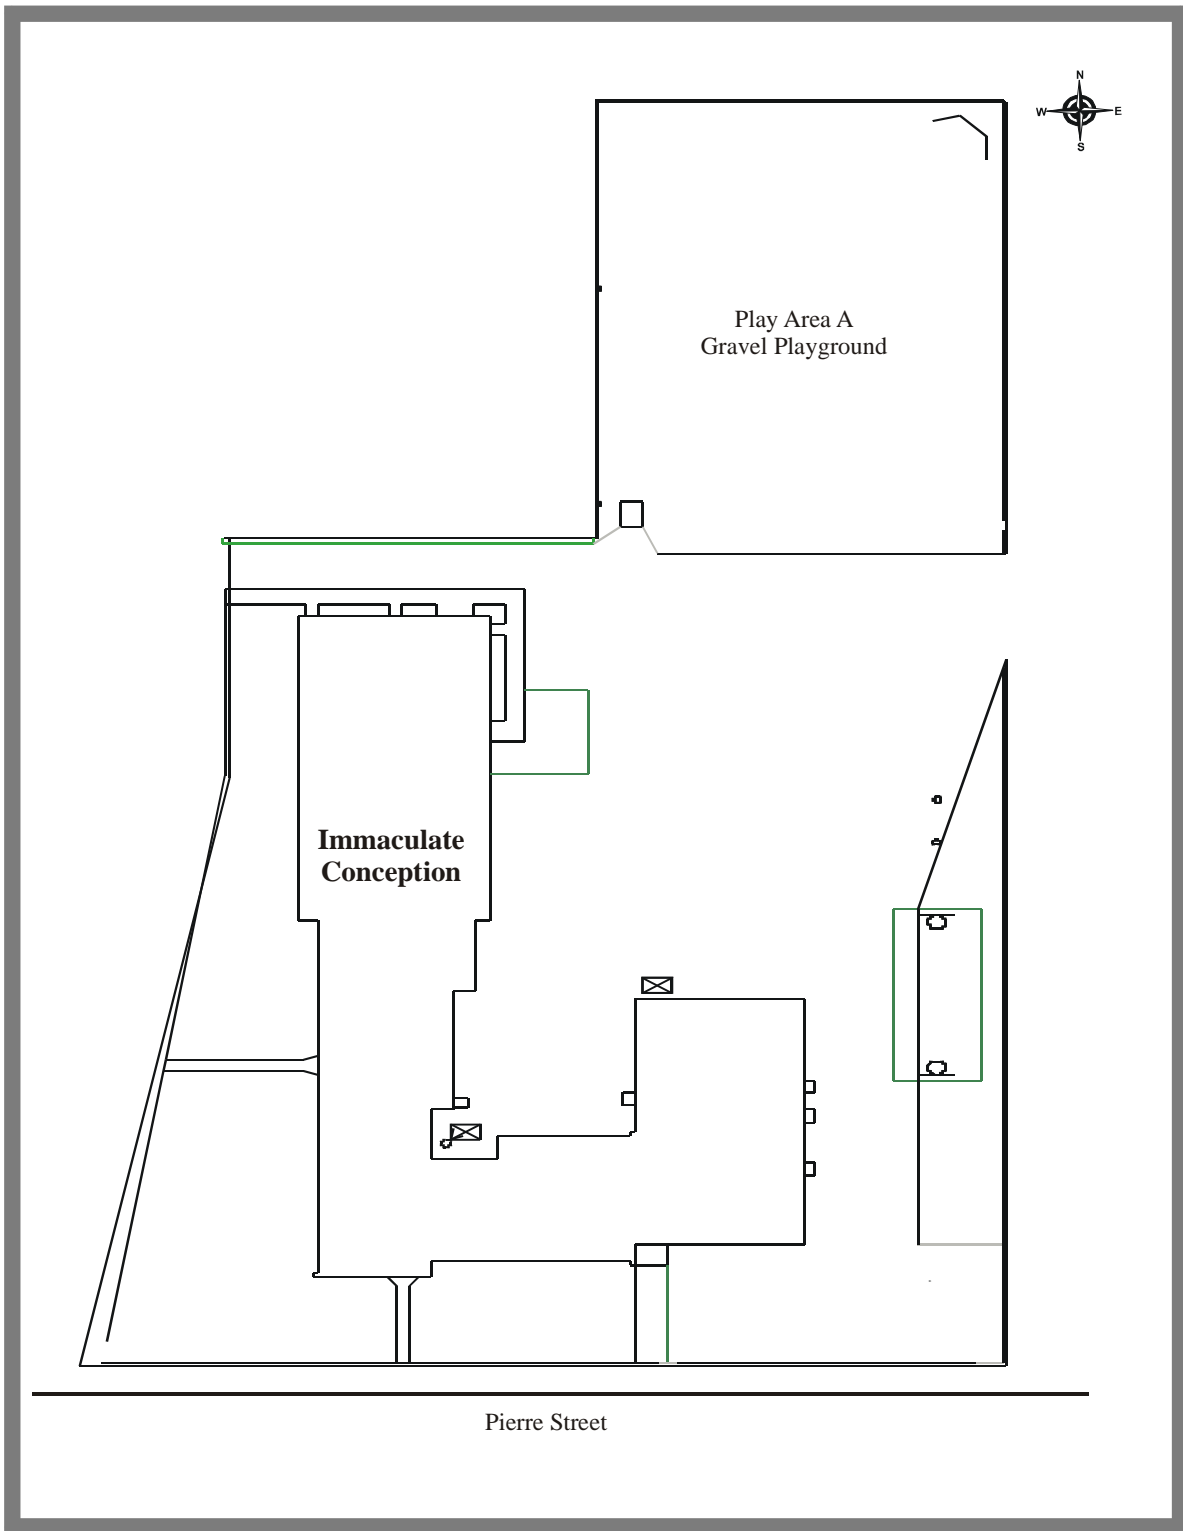 N
W E
S
Play Area A
Gravel Playground
Immaculate
Conception
Pierre Street